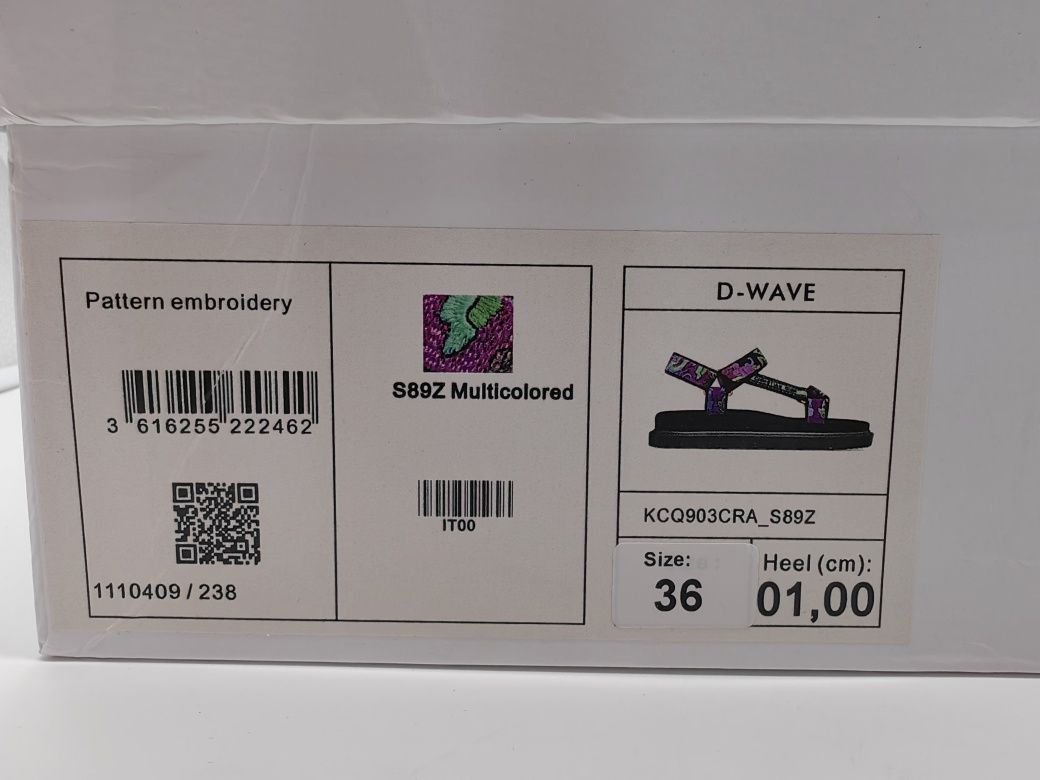 Pattern embroidery
3 616255 222462
1110409 / 238
S89Z Multicolored
IT00
D-WAVE
KCQ903CRA_S89Z
Size:
36
Heel (cm):
01,00